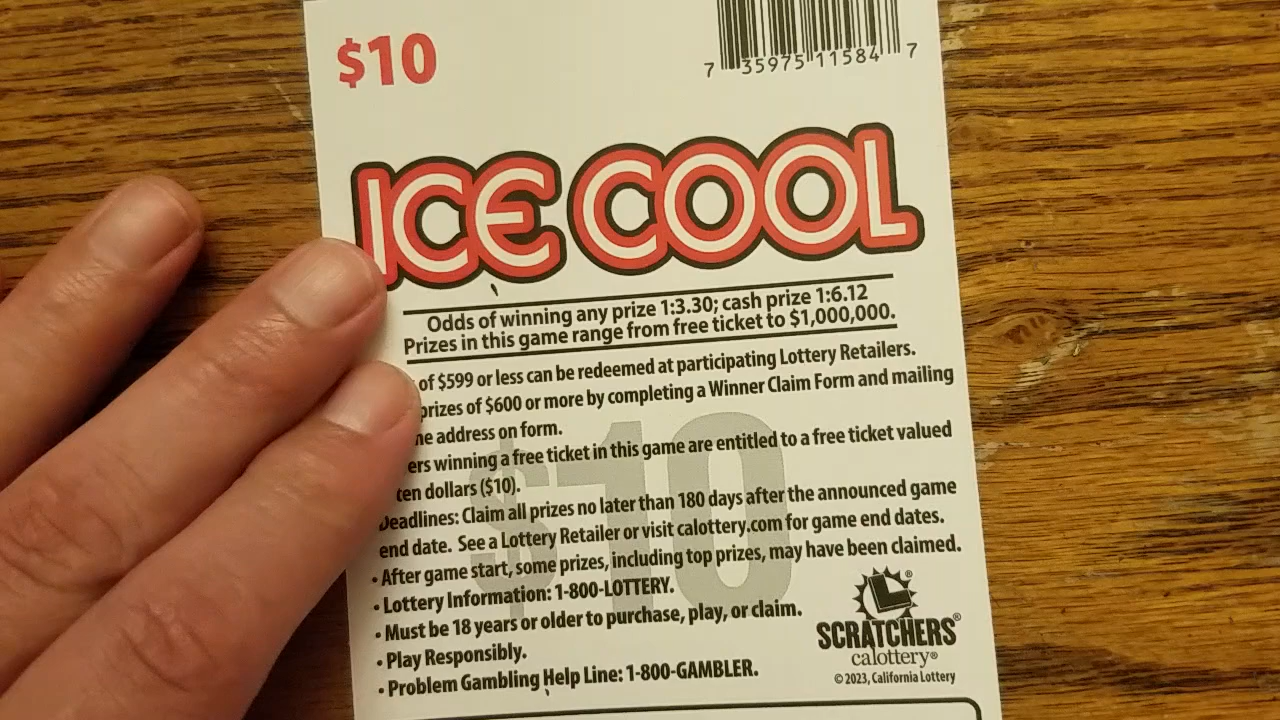 $10
7 35975 11584 7
ICE COOL
Odds of winning any prize 1:3.30; cash prize 1:6.12
Prizes in this game range from free ticket to $1,000,000.
of $599 or less can be redeemed at participating Lottery Retailers.
prizes of $600 or more by completing a Winner Claim Form and mailing
address on form.
winning a free ticket in this game are entitled to a free ticket valued
ten dollars ($10).
Deadlines: Claim all prizes no later than 180 days after the announced game
end date. See a Lottery Retailer or visit calottery.com for game end dates.
• After game start, some prizes, including top prizes, may have been claimed.
• Lottery Information: 1-800-LOTTERY.
• Must be 18 years or older to purchase, play, or claim.
• Play Responsibly.
• Problem Gambling Help Line: 1-800-GAMBLER.
$10
L®
SCRATCHERS®
calottery®
© 2023, California Lottery